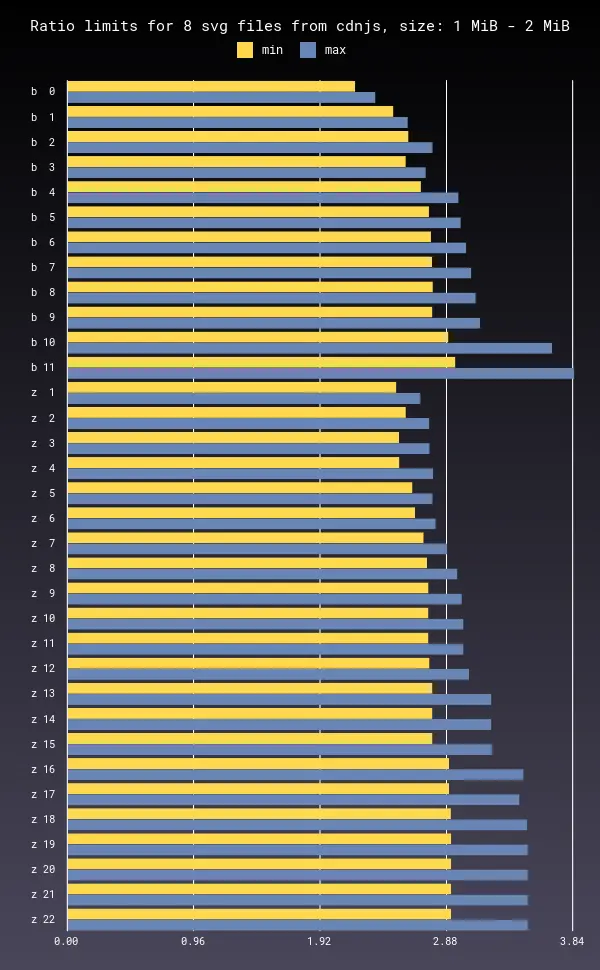 Ratio limits for 8 svg files from cdnjs, size: 1 MiB - 2 MiB
min max
b 0
b 1
b 2
b 3
b 4
b 5
b 6
b 7
b 8
b 9
b 10
b 11
z 1
z 2
z 3
z 4
z 5
z 6
z 7
z 8
z 9
z 10
z 11
z 12
z 13
z 14
z 15
z 16
z 17
z 18
z 19
z 20
z 21
z 22
0.00 0.96 1.92 2.88 3.84